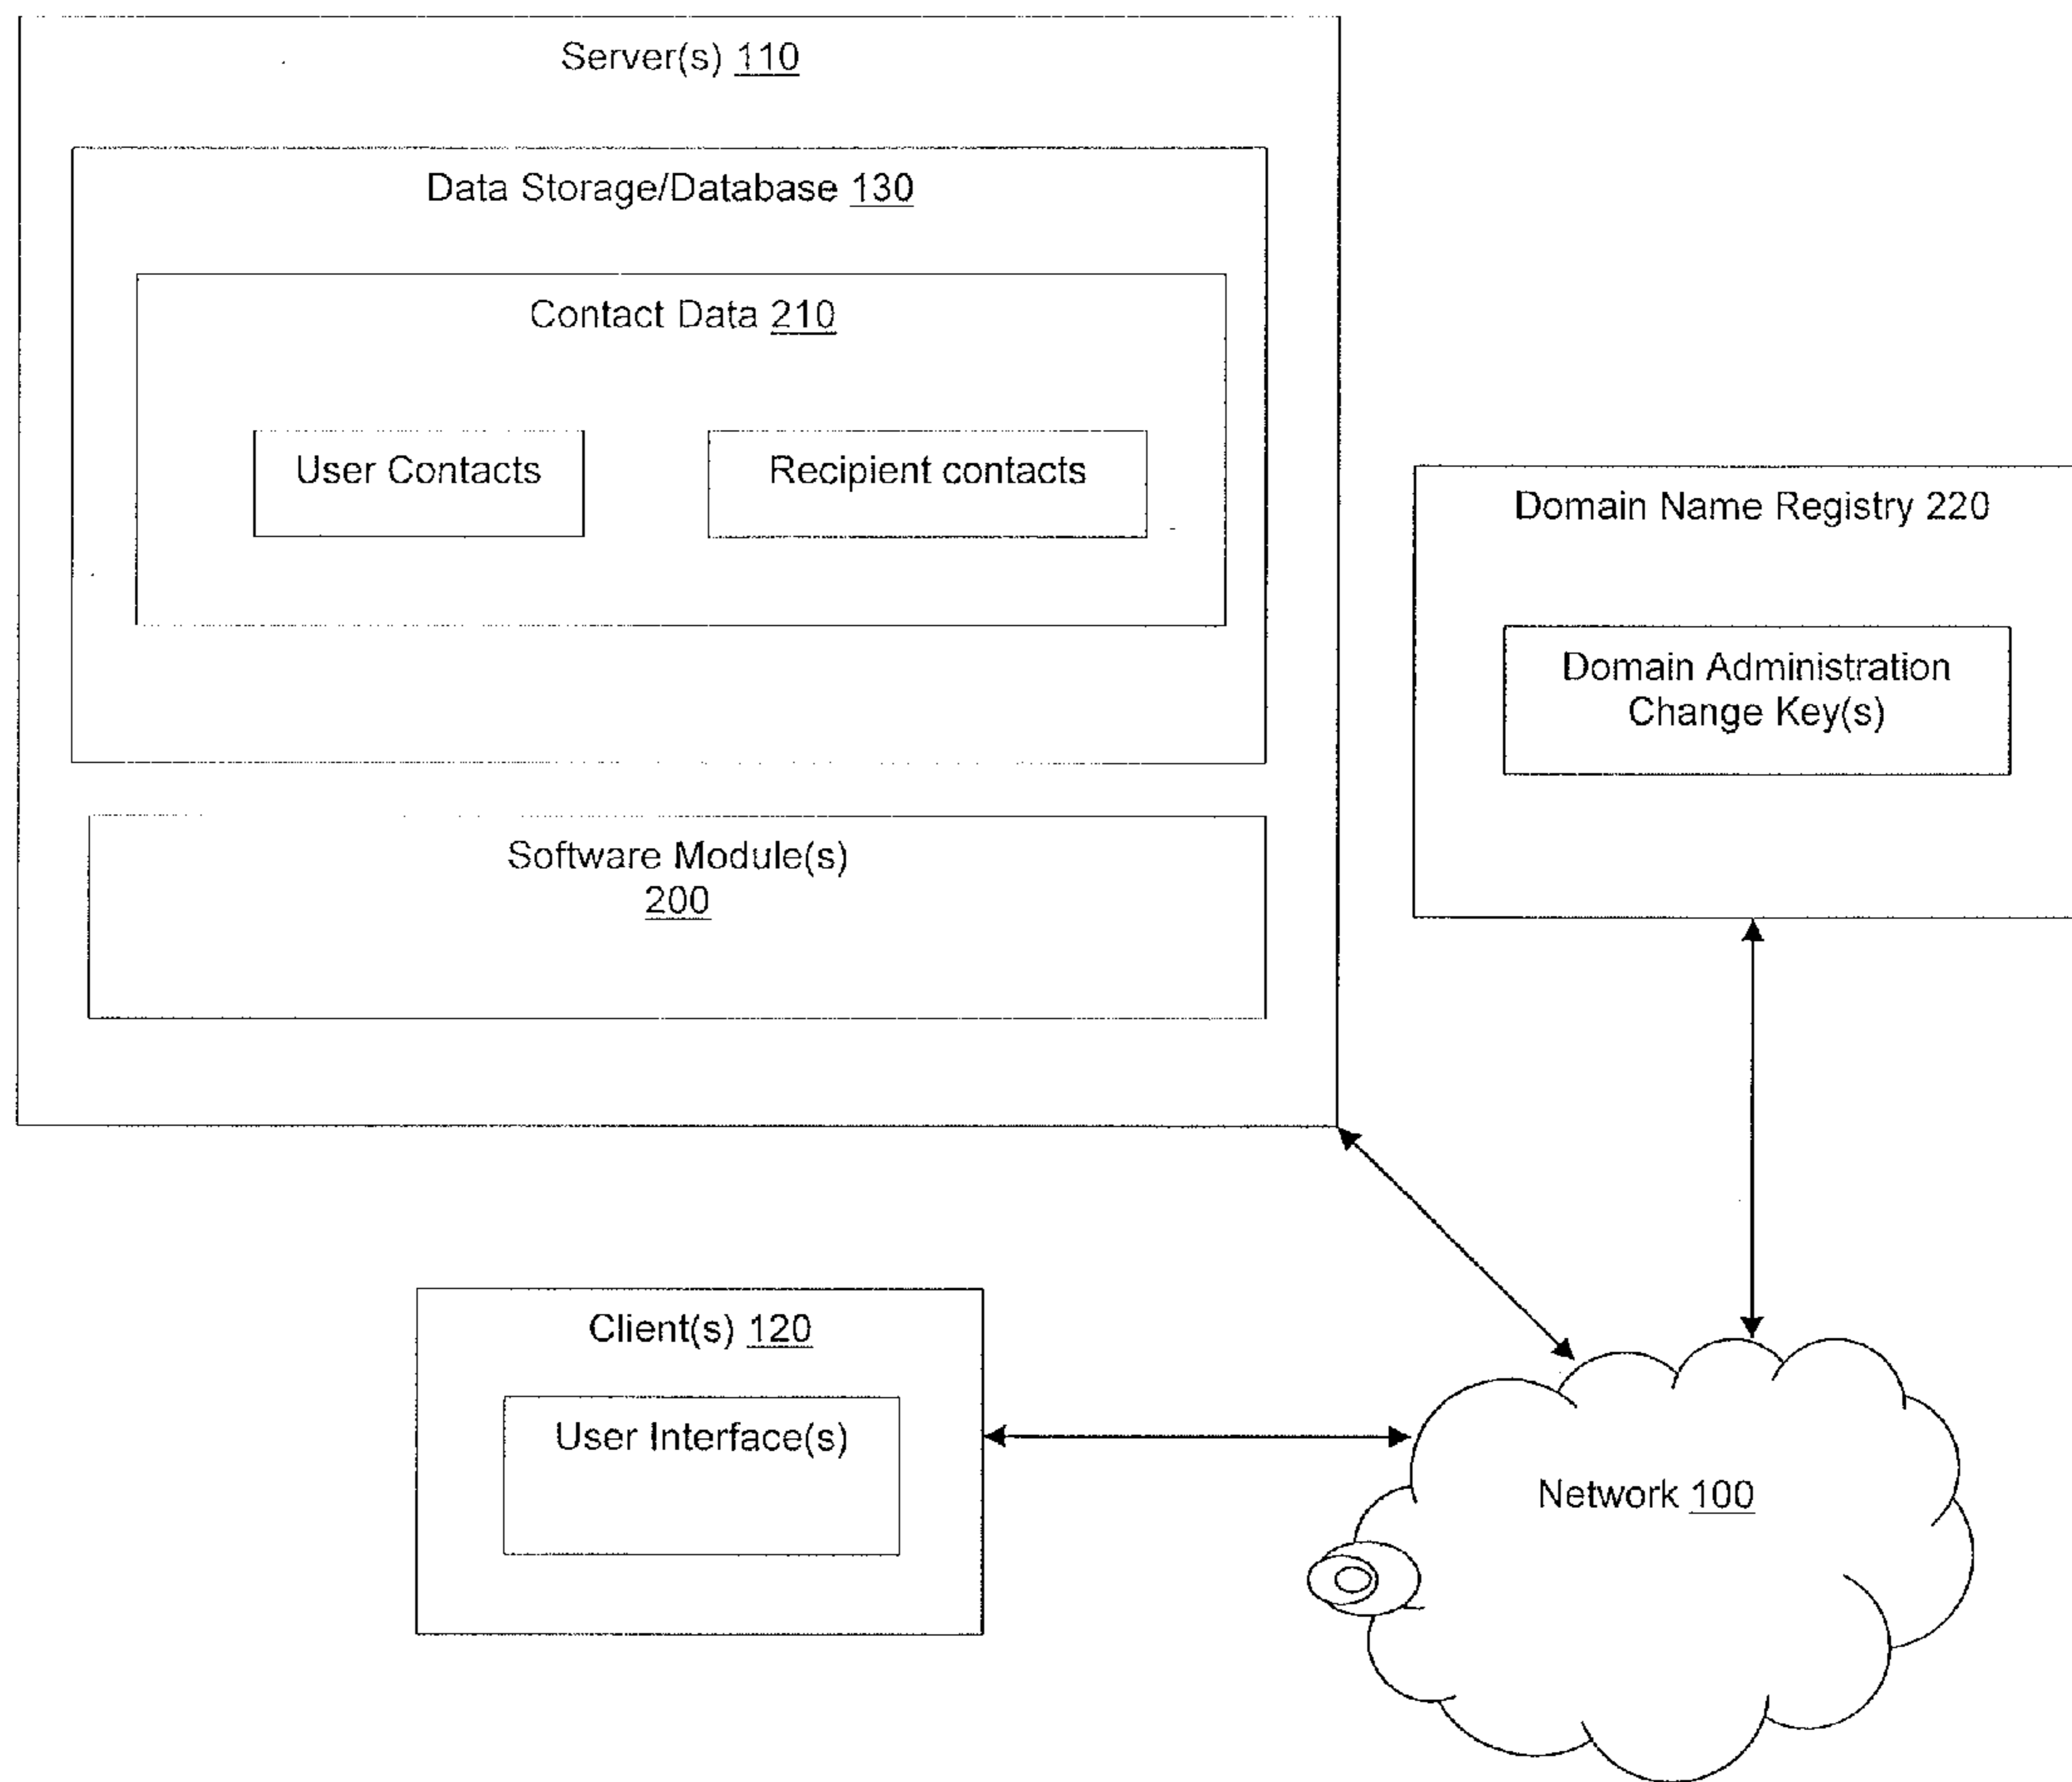 Server(s) 110
Data Storage/Database 130
Contact Data 210
User Contacts
Recipient contacts
Domain Name Registry 220
Domain Administration
Change Key(s)
Software Module(s)
200
Client(s) 120
User Interface(s)
Network 100